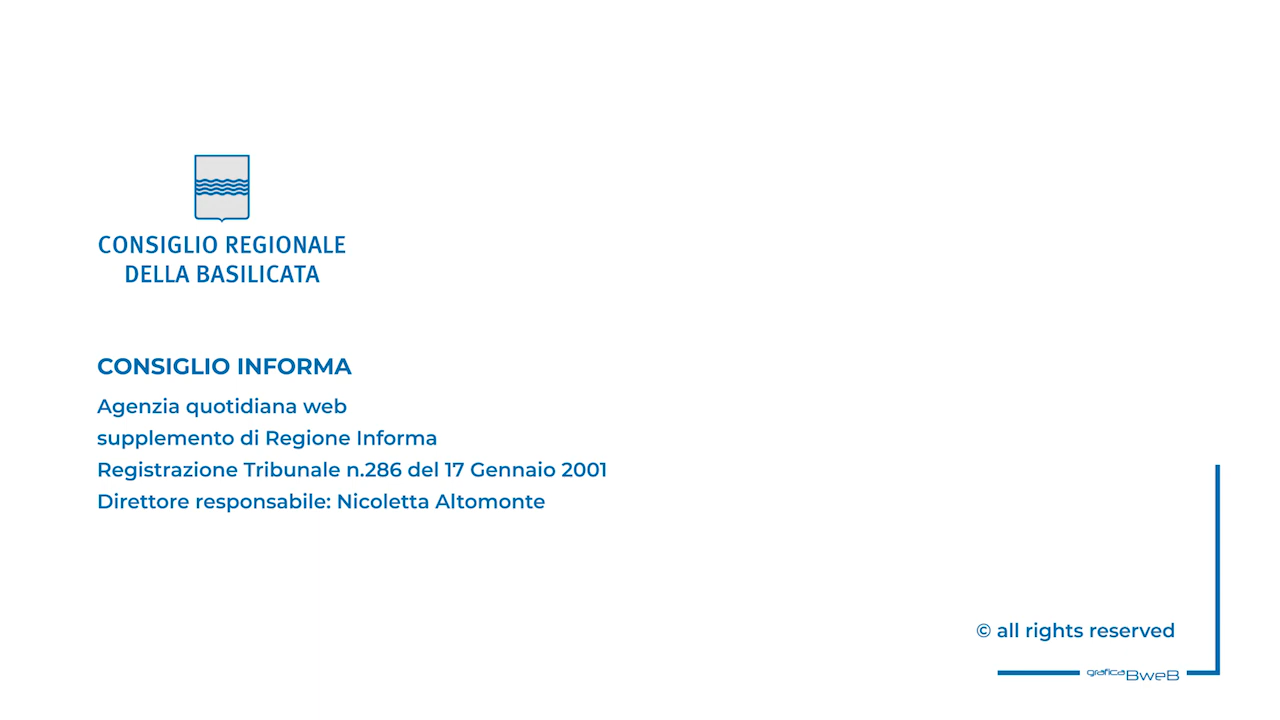 CONSIGLIO REGIONALE
DELLA BASILICATA
CONSIGLIO INFORMA
Agenzia quotidiana web
supplemento di Regione Informa
Registrazione Tribunale n.286 del 17 Gennaio 2001
Direttore responsabile: Nicoletta Altomonte
© all rights reserved
grafica BweB